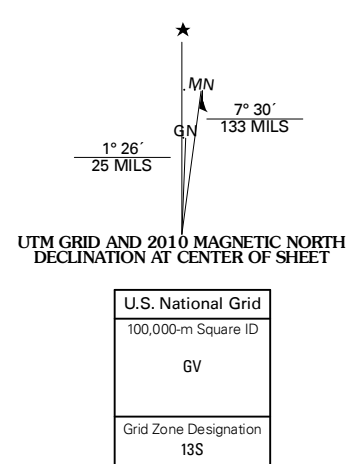 ★
MN
7° 30´
133 MILS
GN
1° 26´
25 MILS
UTM GRID AND 2010 MAGNETIC NORTH
DECLINATION AT CENTER OF SHEET
U.S. National Grid
100,000-m Square ID
GV
Grid Zone Designation
13S